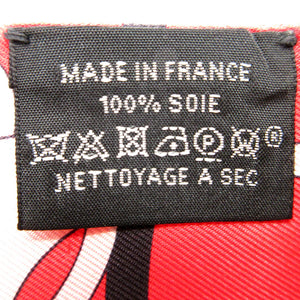 MADE IN FRANCE
100% SOIE
®
NETTOYAGE A SEC